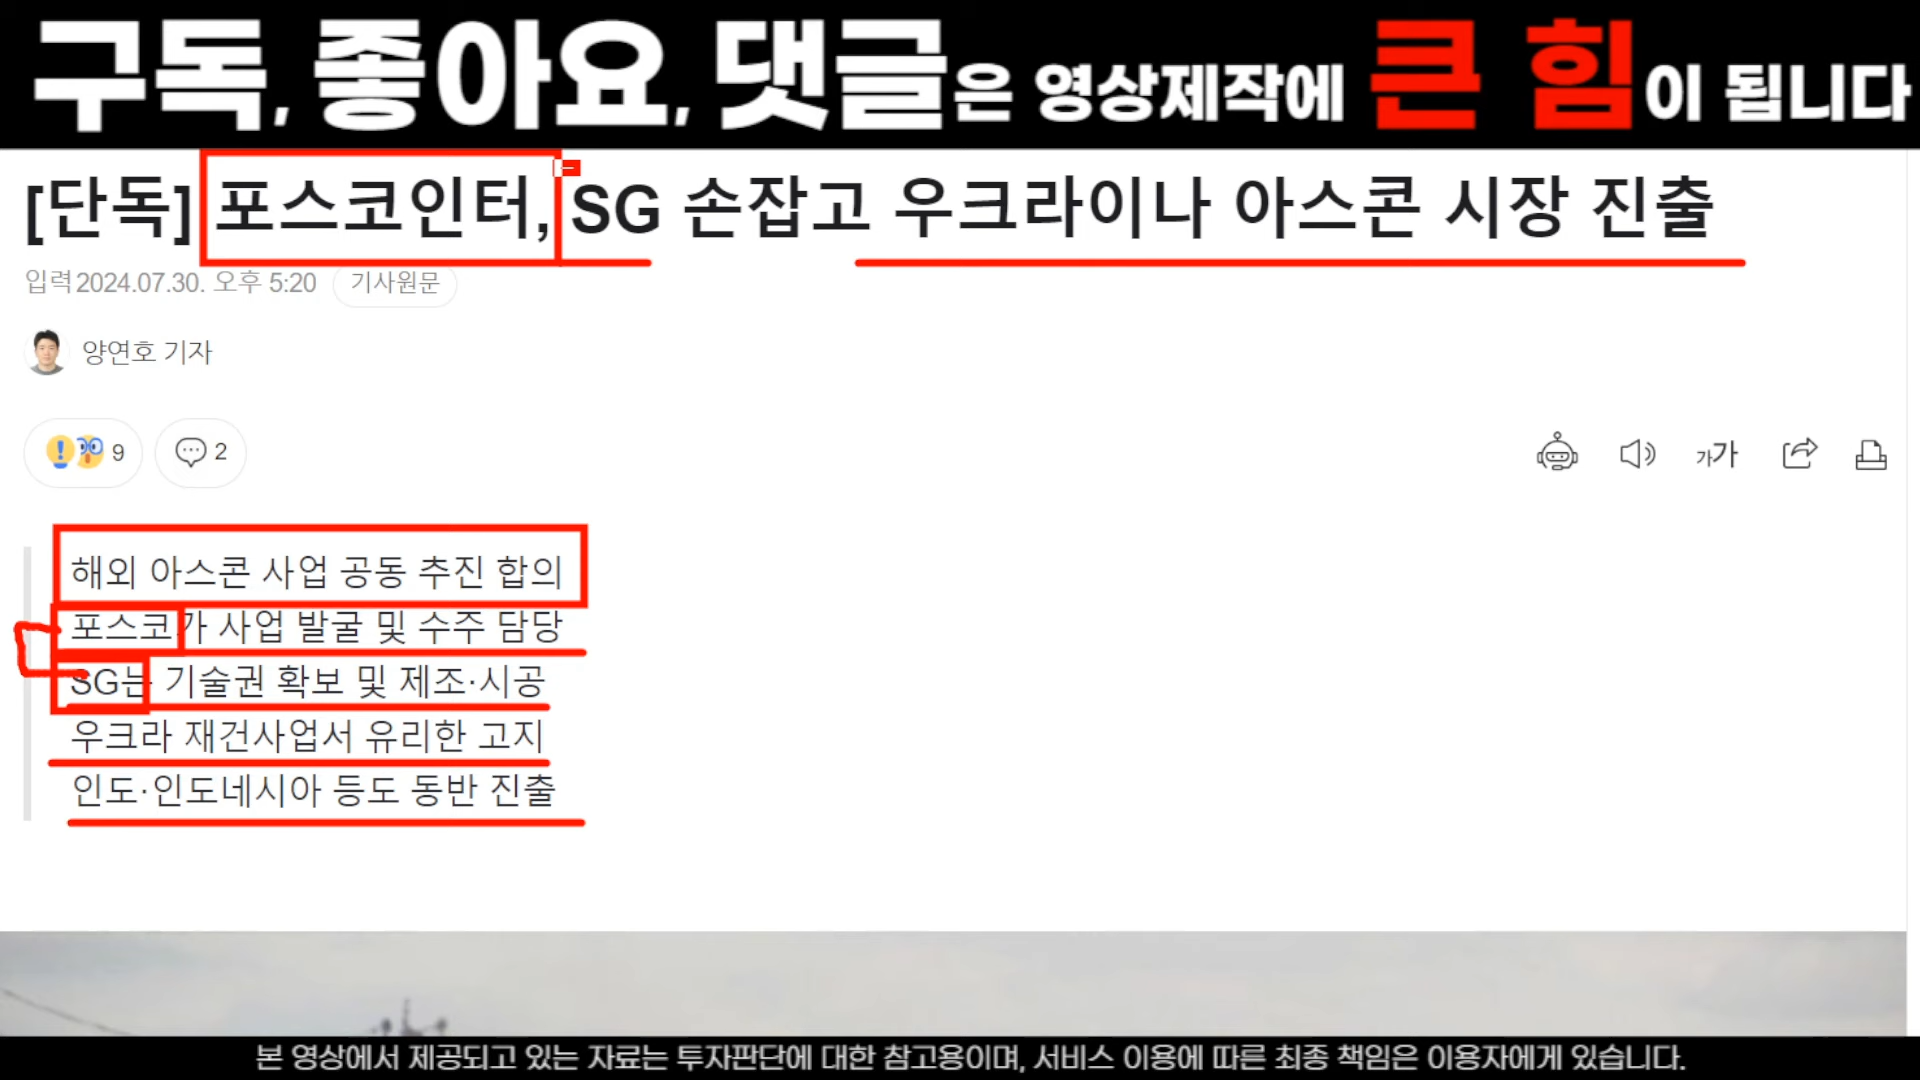 구독, 좋아요, 댓글은 영상제작에 큰 힘이 됩니다
[단독] 포스코인터, SG 손잡고 우크라이나 아스콘 시장 진출
입력 2024.07.30. 오후 5:20 기사원문
양연호 기자
9 2
가가
해외 아스콘 사업 공동 추진 합의
포스코가 사업 발굴 및 수주 담당
SG는 기술권 확보 및 제조·시공
우크라 재건사업서 유리한 고지
인도·인도네시아 등도 동반 진출
본 영상에서 제공되고 있는 자료는 투자판단에 대한 참고용이며, 서비스 이용에 따른 최종 책임은 이용자에게 있습니다.